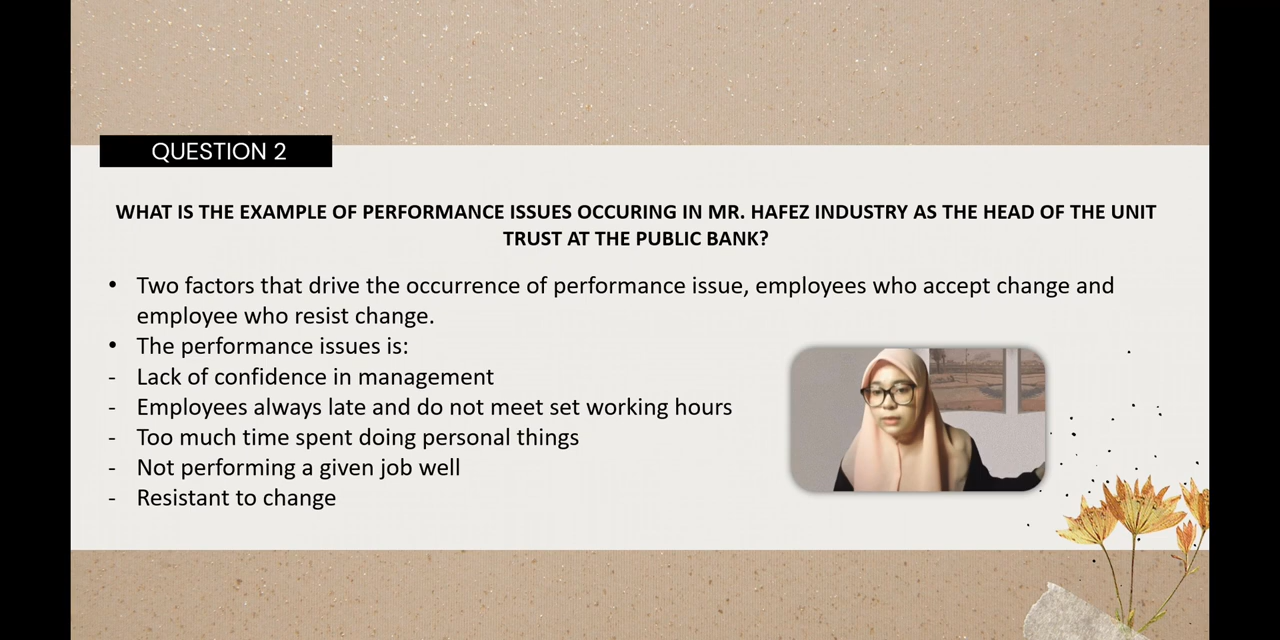 QUESTION 2
WHAT IS THE EXAMPLE OF PERFORMANCE ISSUES OCCURING IN MR. HAFEZ INDUSTRY AS THE HEAD OF THE UNIT
TRUST AT THE PUBLIC BANK?
• Two factors that drive the occurrence of performance issue, employees who accept change and
employee who resist change.
• The performance issues is:
- Lack of confidence in management
- Employees always late and do not meet set working hours
- Too much time spent doing personal things
- Not performing a given job well
- Resistant to change